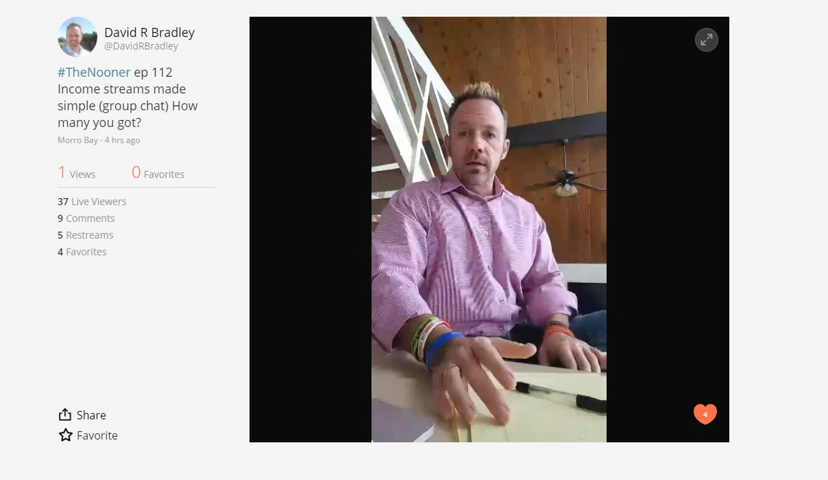 David R Bradley
@DavidRBradley
#TheNooner ep 112
Income streams made
simple (group chat) How
many you got?
Morro Bay - 4 hrs ago
1 Views 0 Favorites
37 Live Viewers
9 Comments
5 Restreams
4 Favorites
Share
Favorite
4